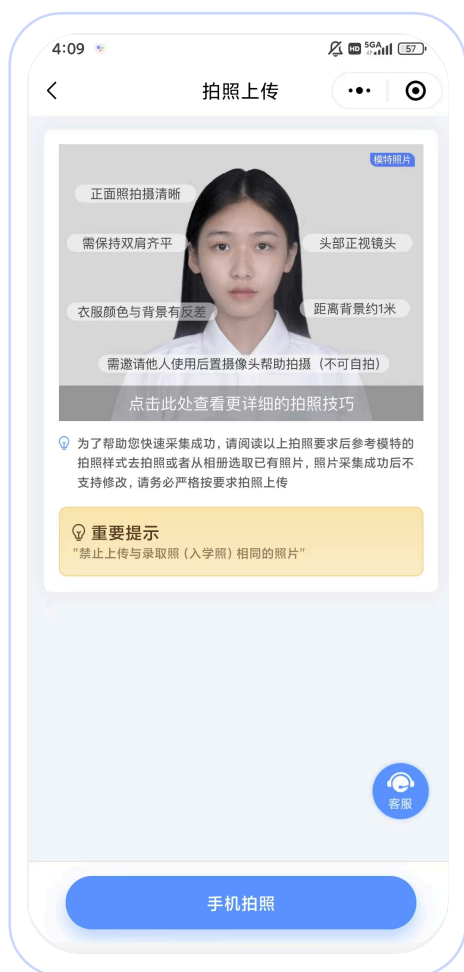 4:09
HD 5GA 57
拍照上传
模特照片
正面照拍摄清晰
需保持双肩齐平
头部正视镜头
衣服颜色与背景有反差
距离背景约1米
需邀请他人使用后置摄像头帮助拍摄（不可自拍）
点击此处查看更详细的拍照技巧
为了帮助您快速采集成功，请阅读以上拍照要求后参考模特的
拍照样式去拍照或者从相册选取已有照片，照片采集成功后不
支持修改，请务必严格按要求拍照上传
重要提示
“禁止上传与录取照（入学照）相同的照片”
客服
手机拍照